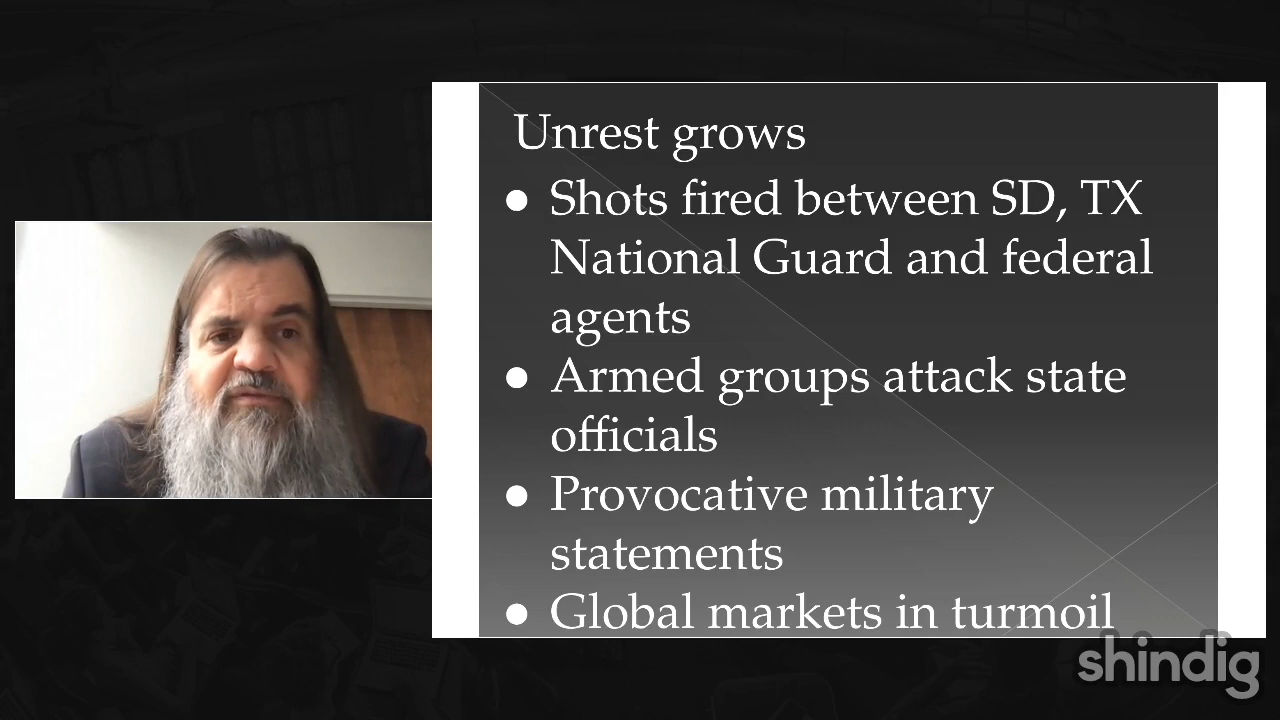 Unrest grows
● Shots fired between SD, TX
National Guard and federal
agents
● Armed groups attack state
officials
● Provocative military
statements
● Global markets in turmoil
shindig